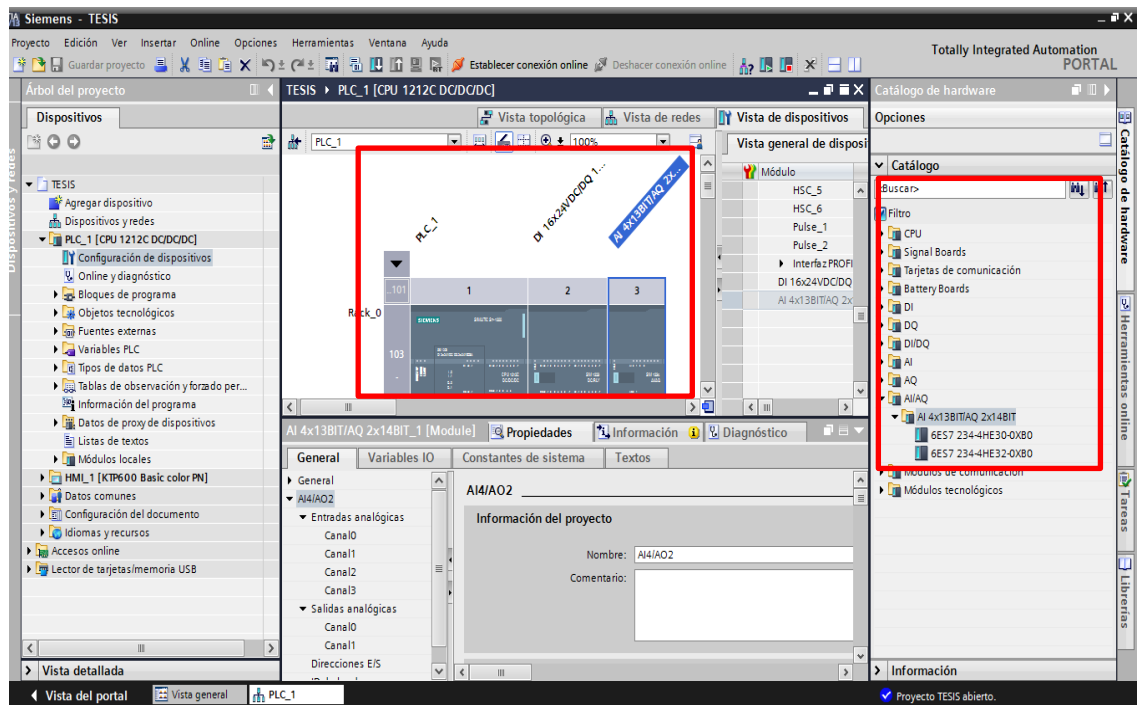 Siemens - TESIS
Proyecto Edición Ver Insertar Online Opciones Herramientas Ventana Ayuda
Totally Integrated Automation
PORTAL
Guardar proyecto Establecer conexión online Deshacer conexión online
Árbol del proyecto
Dispositivos
TESIS
Agregar dispositivo
Dispositivos y redes
PLC_1 [CPU 1212C DC/DC/DC]
Configuración de dispositivos
Online y diagnóstico
Bloques de programa
Objetos tecnológicos
Fuentes externas
Variables PLC
Tipos de datos PLC
Tablas de observación y forzado per...
Información del programa
Datos de proxy de dispositivos
Listas de textos
Módulos locales
HMI_1 [KTP600 Basic color PN]
Datos comunes
Configuración del documento
Idiomas y recursos
Accesos online
Lector de tarjetas/memoria USB
Vista detallada
TESIS PLC_1 [CPU 1212C DC/DC/DC]
Vista topológica Vista de redes Vista de dispositivos
PLC_1 100%
PLC_1
DI 16x24VDC/DQ 1...
AI 4x13BIT/AQ 2x...
...101 1 2 3
Rack_0
SIEMENS
103
Vista general de disposi
Módulo
HSC_5
HSC_6
Pulse_1
Pulse_2
Interfaz PROFI
DI 16x24VDC/DQ
AI 4x13BIT/AQ 2x
AI 4x13BIT/AQ 2x14BIT_1 [Module] Propiedades Información Diagnóstico
General Variables IO Constantes de sistema Textos
General
AI4/AO2
Entradas analógicas
Canal0
Canal1
Canal2
Canal3
Salidas analógicas
Canal0
Canal1
Direcciones E/S
AI4/AO2
Información del proyecto
Nombre: AI4/AO2
Comentario:
Catálogo de hardware
Opciones
Catálogo
<Buscar>
Filtro
CPU
Signal Boards
Tarjetas de comunicación
Battery Boards
DI
DQ
DI/DQ
AI
AQ
AI/AQ
AI 4x13BIT/AQ 2x14BIT
6ES7 234-4HE30-0XB0
6ES7 234-4HE32-0XB0
Módulos de comunicación
Módulos tecnológicos
Información
Catálogo de hardware
Herramientas online
Tareas
Librerías
Dispositivos y redes
Vista del portal Vista general PLC_1 Proyecto TESIS abierto.